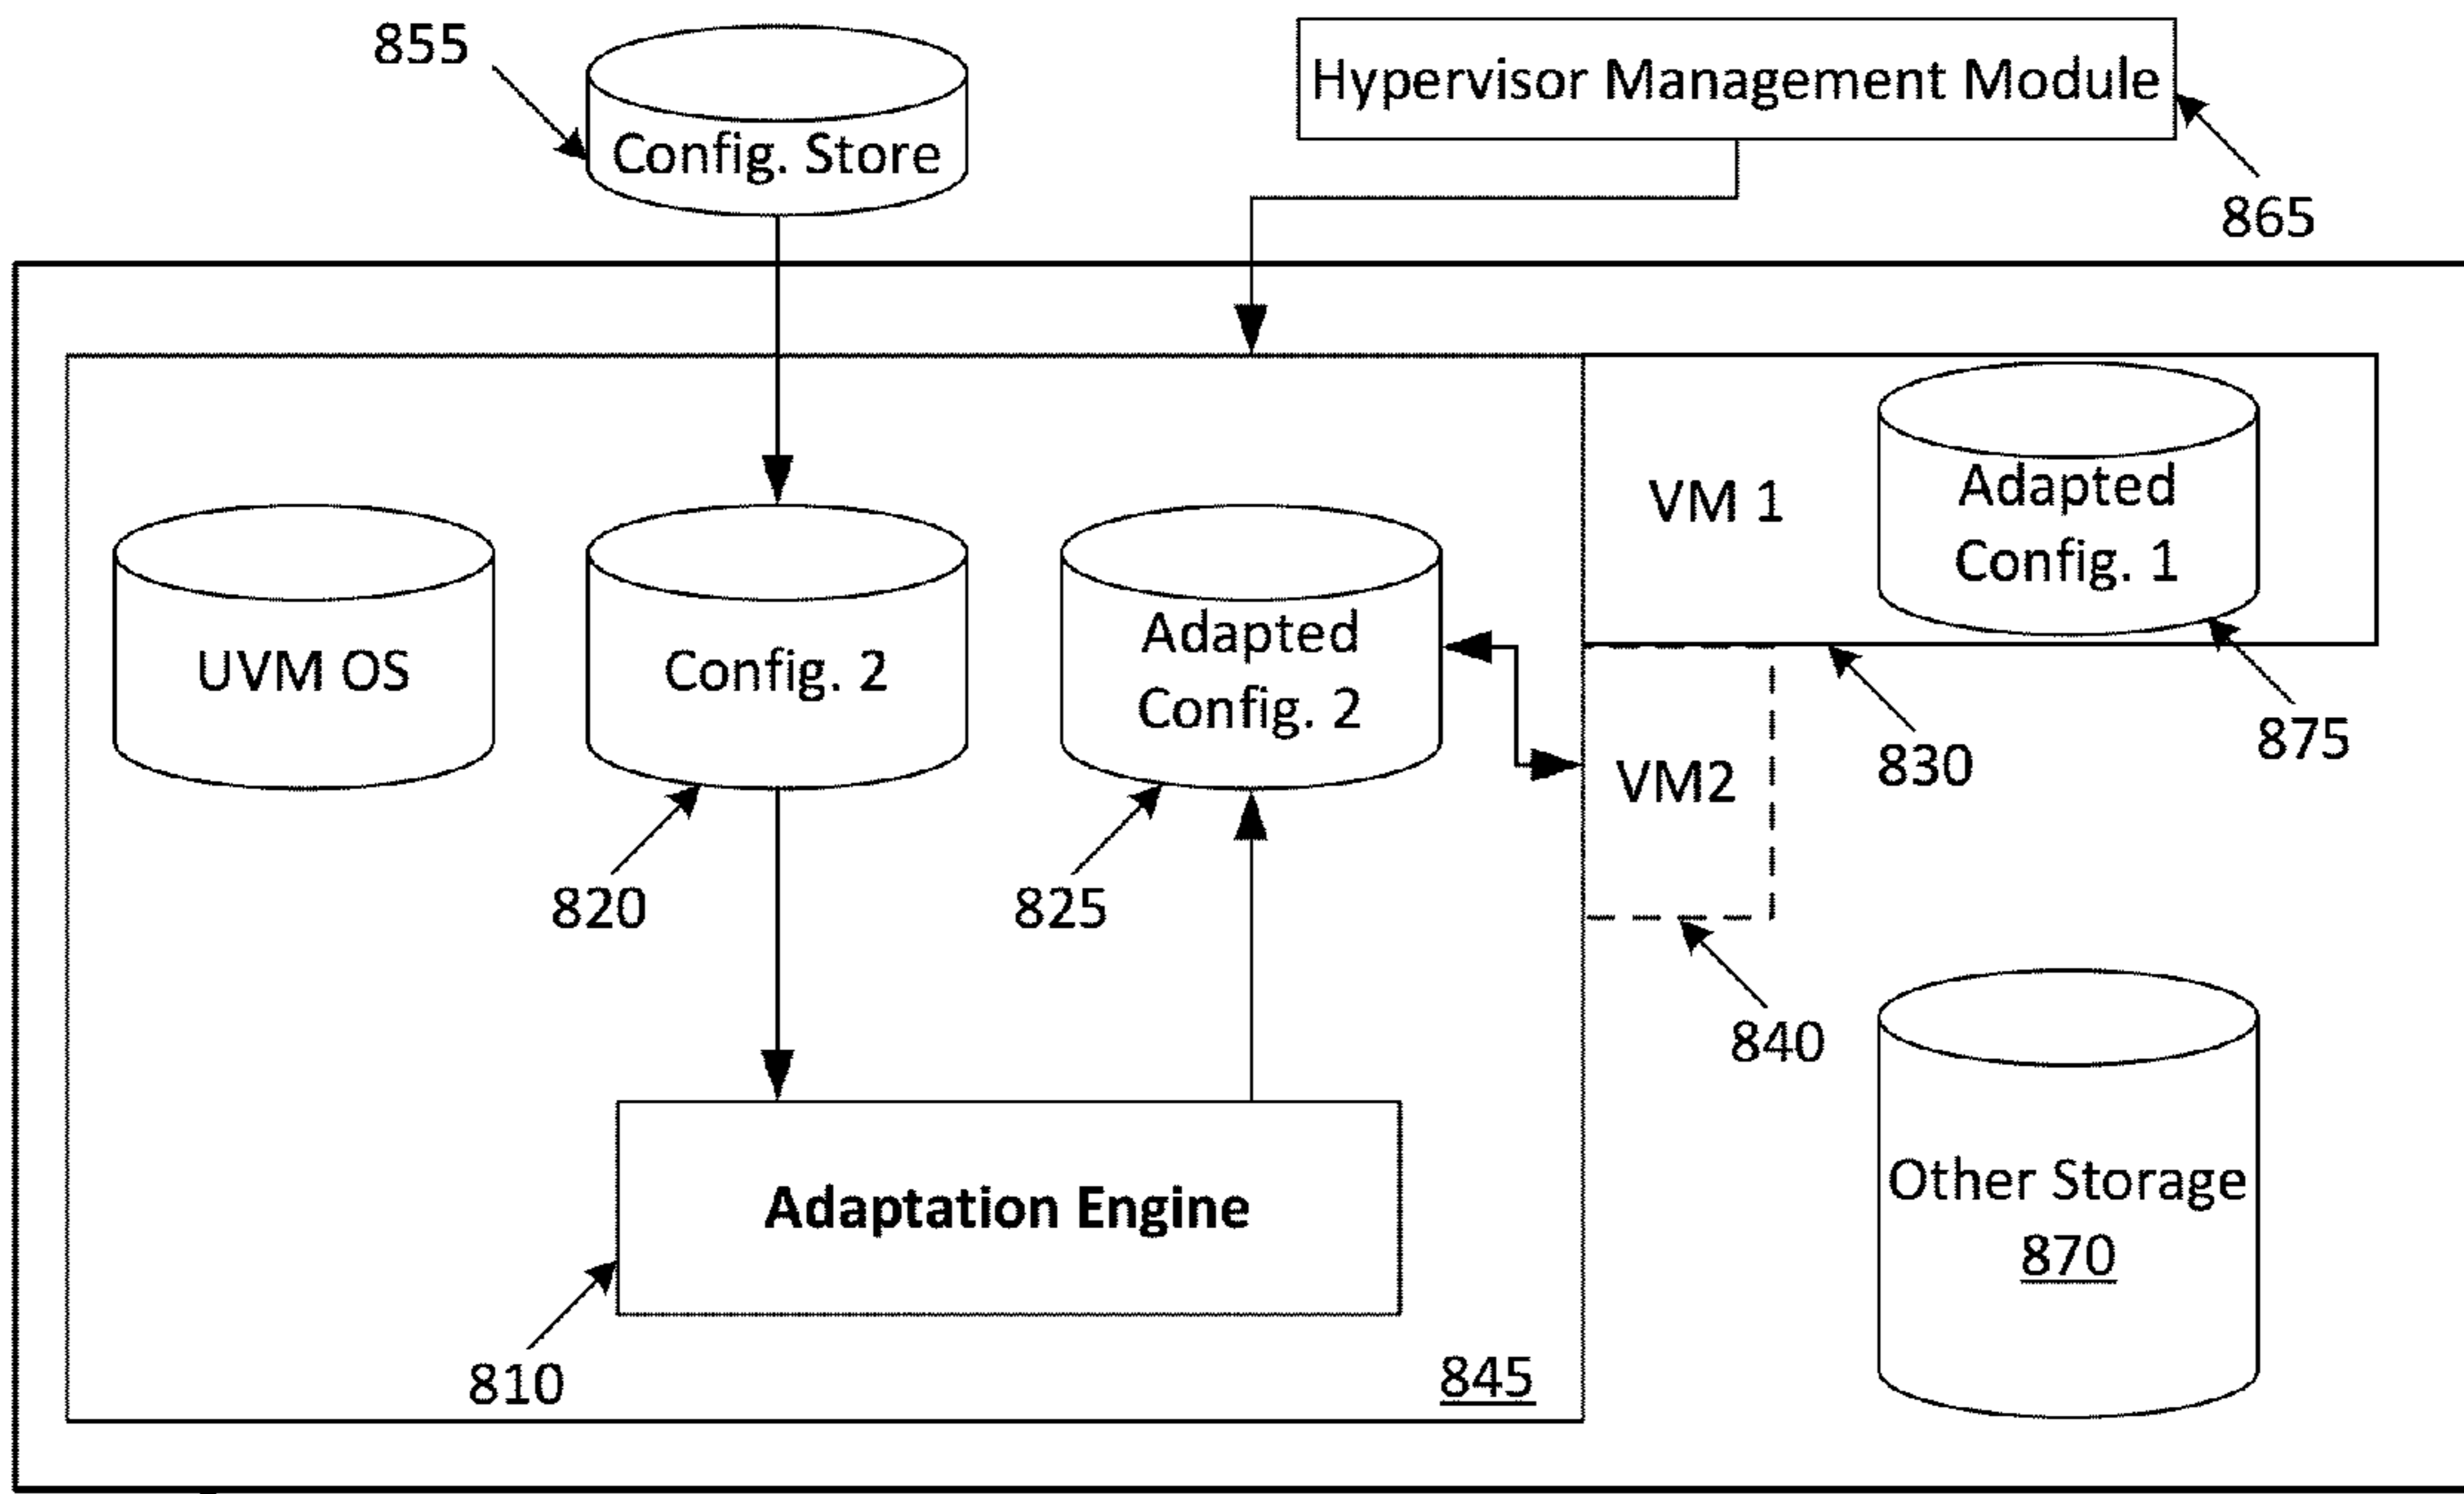 855
Config. Store
Hypervisor Management Module
865
UVM OS
Config. 2
Adapted
Config. 2
VM 1
Adapted
Config. 1
875
830
VM2
820
825
840
Adaptation Engine
810
845
Other Storage
870